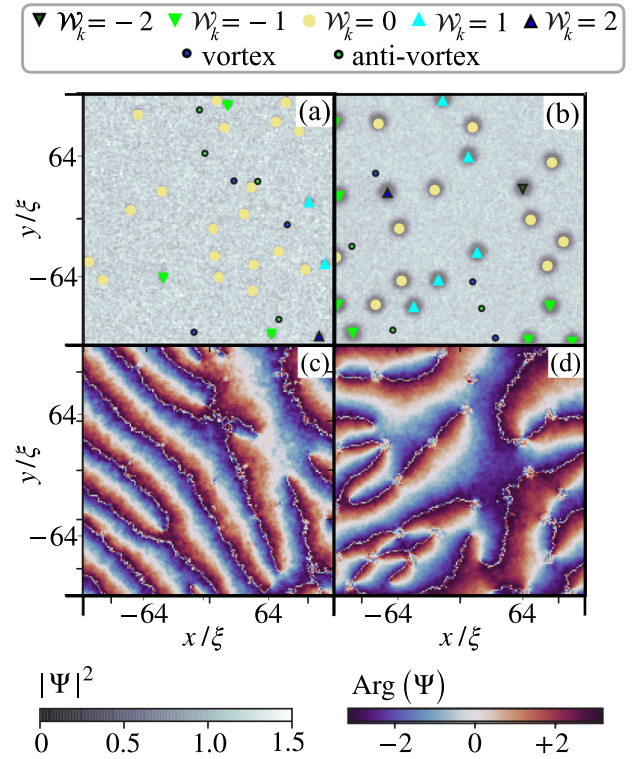 𝒲ₖ = − 2 𝒲ₖ = − 1 𝒲ₖ = 0 𝒲ₖ = 1 𝒲ₖ = 2
vortex anti-vortex
(a) (b)
64
y/ξ
−64
(c) (d)
64
y/ξ
−64
−64 64 −64 64
x/ξ x/ξ
|Ψ|² Arg (Ψ)
0 0.5 1.0 1.5 −2 0 +2